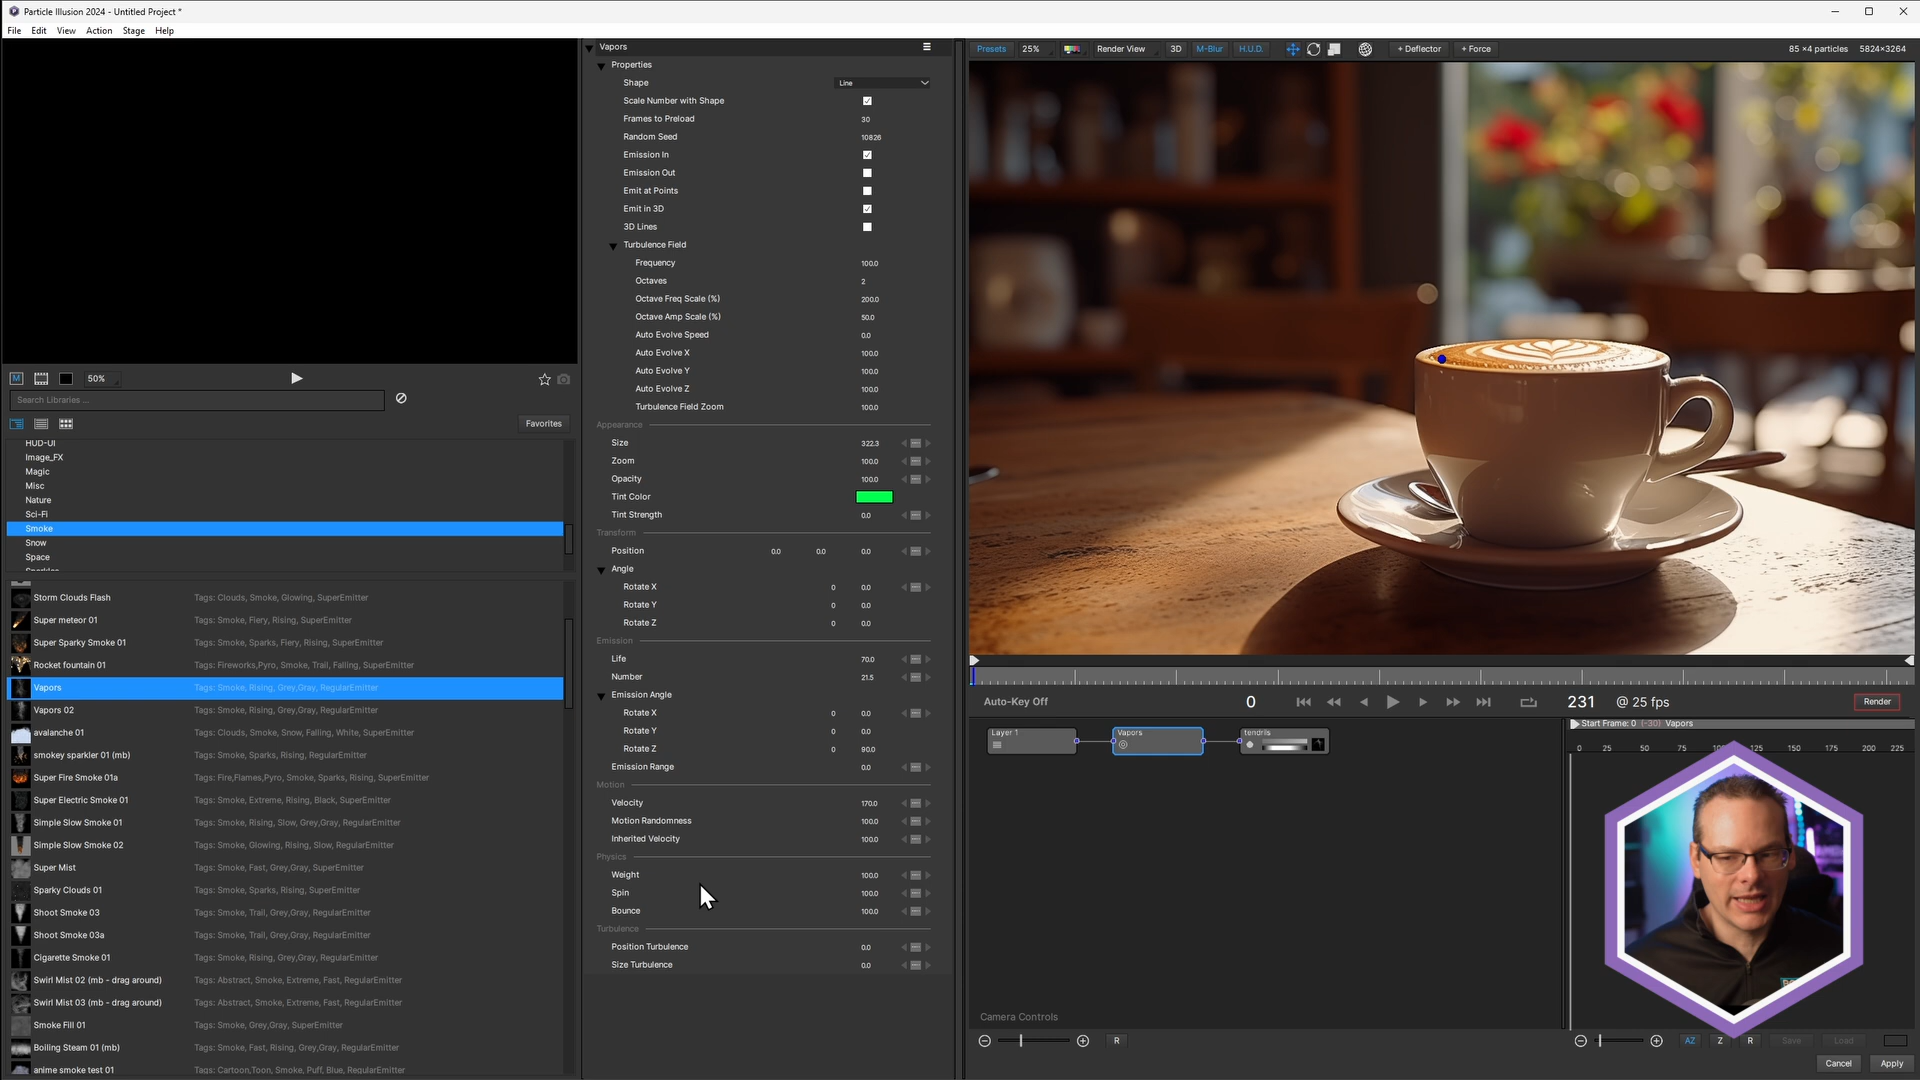 Particle Illusion 2024 - Untitled Project *
File Edit View Action Stage Help
50%
Search Libraries ...
Favorites
HUD-UI
Image_FX
Magic
Misc
Nature
Sci-Fi
Smoke
Snow
Space
Storm Clouds Flash Tags: Clouds, Smoke, Glowing, SuperEmitter
Super meteor 01 Tags: Smoke, Fiery, Rising, SuperEmitter
Super Sparky Smoke 01 Tags: Smoke, Sparks, Fiery, Rising, SuperEmitter
Rocket fountain 01 Tags: Fireworks,Pyro, Smoke, Trail, Falling, SuperEmitter
Vapors Tags: Smoke, Rising, Grey,Gray, RegularEmitter
Vapors 02 Tags: Smoke, Rising, Grey,Gray, RegularEmitter
avalanche 01 Tags: Clouds, Smoke, Snow, Falling, White, SuperEmitter
smokey sparkler 01 (mb) Tags: Smoke, Sparks, Rising, RegularEmitter
Super Fire Smoke 01a Tags: Fire,Flames,Pyro, Smoke, Sparks, Rising, SuperEmitter
Super Electric Smoke 01 Tags: Smoke, Extreme, Rising, Black, SuperEmitter
Simple Slow Smoke 01 Tags: Smoke, Rising, Slow, Grey,Gray, RegularEmitter
Simple Slow Smoke 02 Tags: Smoke, Glowing, Rising, Slow, RegularEmitter
Super Mist Tags: Smoke, Fast, Grey,Gray, SuperEmitter
Sparky Clouds 01 Tags: Smoke, Sparks, Rising, SuperEmitter
Shoot Smoke 03 Tags: Smoke, Trail, Grey,Gray, RegularEmitter
Shoot Smoke 03a Tags: Smoke, Trail, Grey,Gray, RegularEmitter
Cigarette Smoke 01 Tags: Smoke, Rising, Grey,Gray, RegularEmitter
Swirl Mist 02 (mb - drag around) Tags: Abstract, Smoke, Extreme, Fast, RegularEmitter
Swirl Mist 03 (mb - drag around) Tags: Abstract, Smoke, Extreme, Fast, RegularEmitter
Smoke Fill 01 Tags: Smoke, Grey,Gray, SuperEmitter
Boiling Steam 01 (mb) Tags: Smoke, Fast, Rising, Grey,Gray, RegularEmitter
anime smoke test 01 Tags: Cartoon,Toon, Smoke, Puff, Blue, RegularEmitter
Vapors
Properties
Shape Line
Scale Number with Shape
Frames to Preload 30
Random Seed 10826
Emission In
Emission Out
Emit at Points
Emit in 3D
3D Lines
Turbulence Field
Frequency 100.0
Octaves 2
Octave Freq Scale (%) 200.0
Octave Amp Scale (%) 50.0
Auto Evolve Speed 0.0
Auto Evolve X 100.0
Auto Evolve Y 100.0
Auto Evolve Z 100.0
Turbulence Field Zoom 100.0
Appearance
Size 322.3
Zoom 100.0
Opacity 100.0
Tint Color
Tint Strength 0.0
Transform
Position 0.0 0.0 0.0
Angle
Rotate X 0 0.0
Rotate Y 0 0.0
Rotate Z 0 0.0
Emission
Life 70.0
Number 21.5
Emission Angle
Rotate X 0 0.0
Rotate Y 0 0.0
Rotate Z 0 90.0
Emission Range 0.0
Motion
Velocity 170.0
Motion Randomness 100.0
Inherited Velocity 100.0
Physics
Weight 100.0
Spin 100.0
Bounce 100.0
Turbulence
Position Turbulence 0.0
Size Turbulence 0.0
Presets 25% Render View 3D M-Blur H.U.D. + Deflector + Force 85 ×4 particles 5824×3264
Auto-Key Off 0 231 @ 25 fps Render
Layer 1 Vapors tendrils
Start Frame: 0 (-30) Vapors
0 25 50 75 150 175 200 225
Camera Controls
R AZ Z R Save Load
Cancel Apply